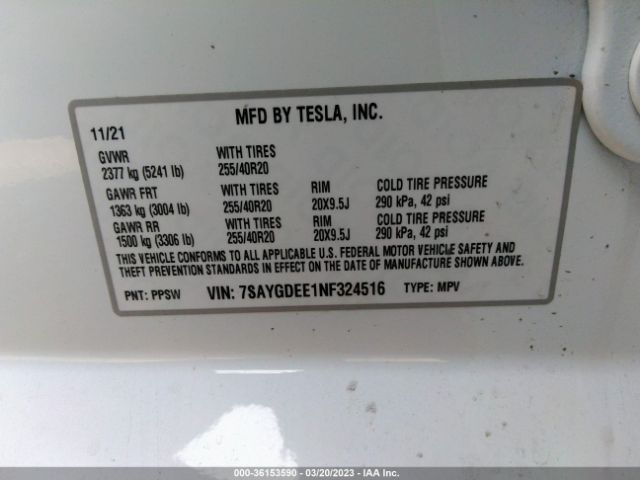 MFD BY TESLA, INC.
11/21
GVWR WITH TIRES
2377 kg (5241 lb) 255/40R20
GAWR FRT WITH TIRES RIM COLD TIRE PRESSURE
1363 kg (3004 lb) 255/40R20 20X9.5J 290 kPa, 42 psi
GAWR RR WITH TIRES RIM COLD TIRE PRESSURE
1500 kg (3306 lb) 255/40R20 20X9.5J 290 kPa, 42 psi
THIS VEHICLE CONFORMS TO ALL APPLICABLE U.S. FEDERAL MOTOR VEHICLE SAFETY AND
THEFT PREVENTION STANDARDS IN EFFECT ON THE DATE OF MANUFACTURE SHOWN ABOVE.
PNT: PPSW VIN: 7SAYGDEE1NF324516 TYPE: MPV
000-36153590 - 03/20/2023 - IAA Inc.